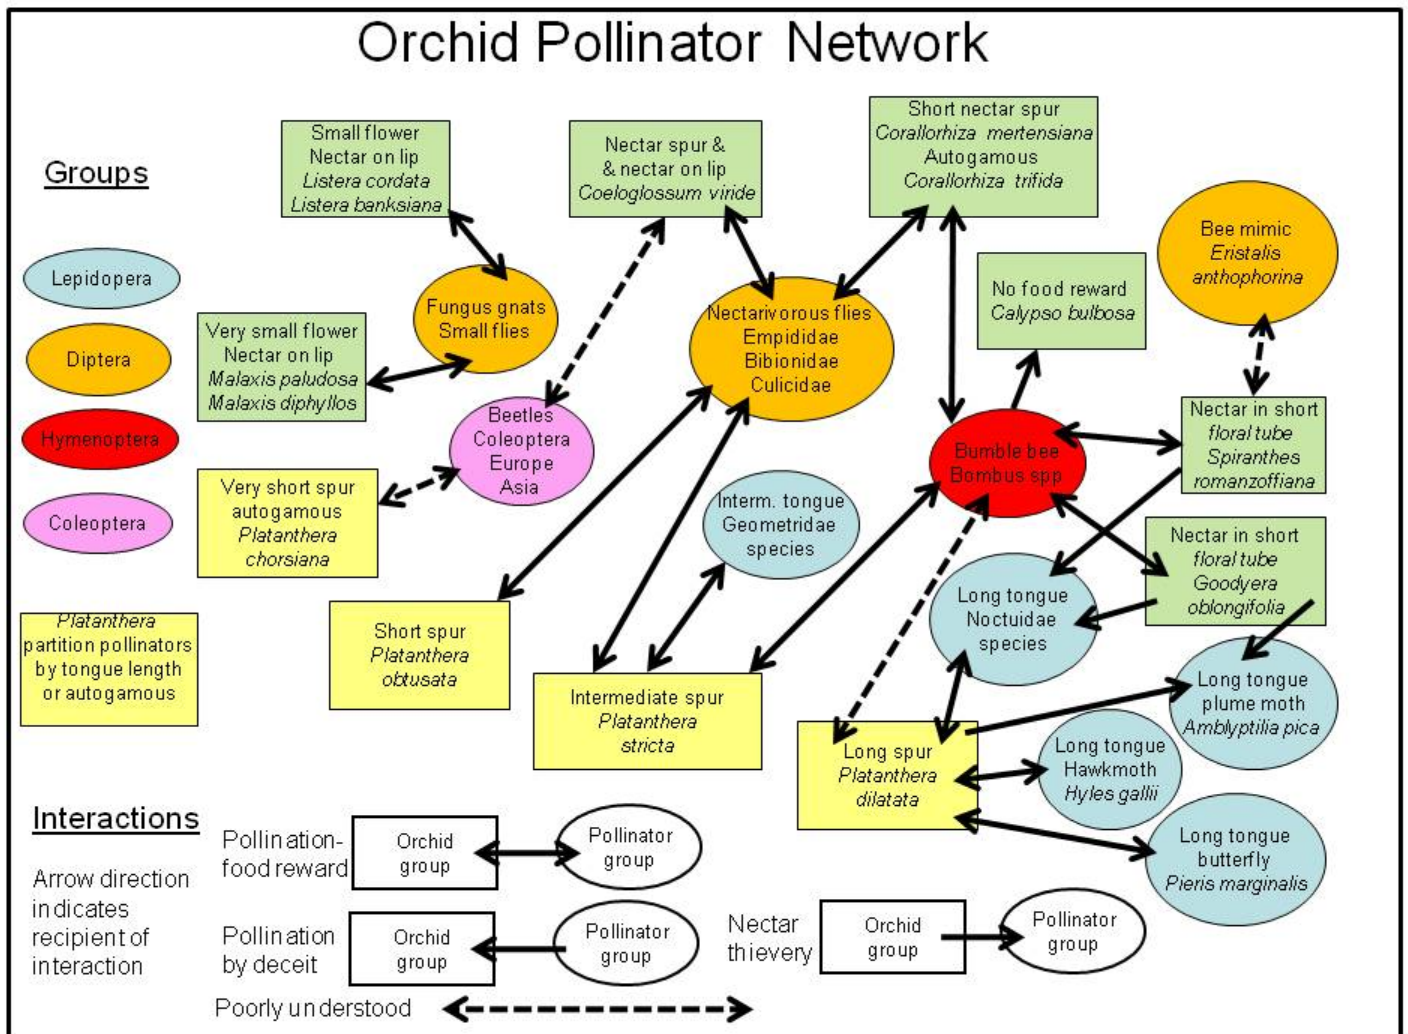 Orchid Pollinator Network
Groups
Lepidopera
Diptera
Hymenoptera
Coleoptera
Platanthera
partition pollinators
by tongue length
or autogamous
Small flower
Nectar on lip
Listera cordata
Listera banksiana
Nectar spur &
& nectar on lip
Coeloglossum viride
Short nectar spur
Corallorhiza mertensiana
Autogamous
Corallorhiza trifida
Bee mimic
Eristalis
anthophorina
No food reward
Calypso bulbosa
Fungus gnats
Small flies
Nectarivorous flies
Empididae
Bibionidae
Culicidae
Very small flower
Nectar on lip
Malaxis paludosa
Malaxis diphyllos
Beetles
Coleoptera
Europe
Asia
Bumble bee
Bombus spp
Nectar in short
floral tube
Spiranthes
romanzoffiana
Very short spur
autogamous
Platanthera
chorsiana
Interm. tongue
Geometridae
species
Nectar in short
floral tube
Goodyera
oblongifolia
Long tongue
Noctuidae
species
Short spur
Platanthera
obtusata
Intermediate spur
Platanthera
stricta
Long spur
Platanthera
dilatata
Long tongue
plume moth
Amblyptilia pica
Long tongue
Hawkmoth
Hyles gallii
Long tongue
butterfly
Pieris marginalis
Interactions
Arrow direction
indicates
recipient of
interaction
Pollination-
food reward
Orchid
group
Pollinator
group
Pollination
by deceit
Orchid
group
Pollinator
group
Nectar
thievery
Orchid
group
Pollinator
group
Poorly understood